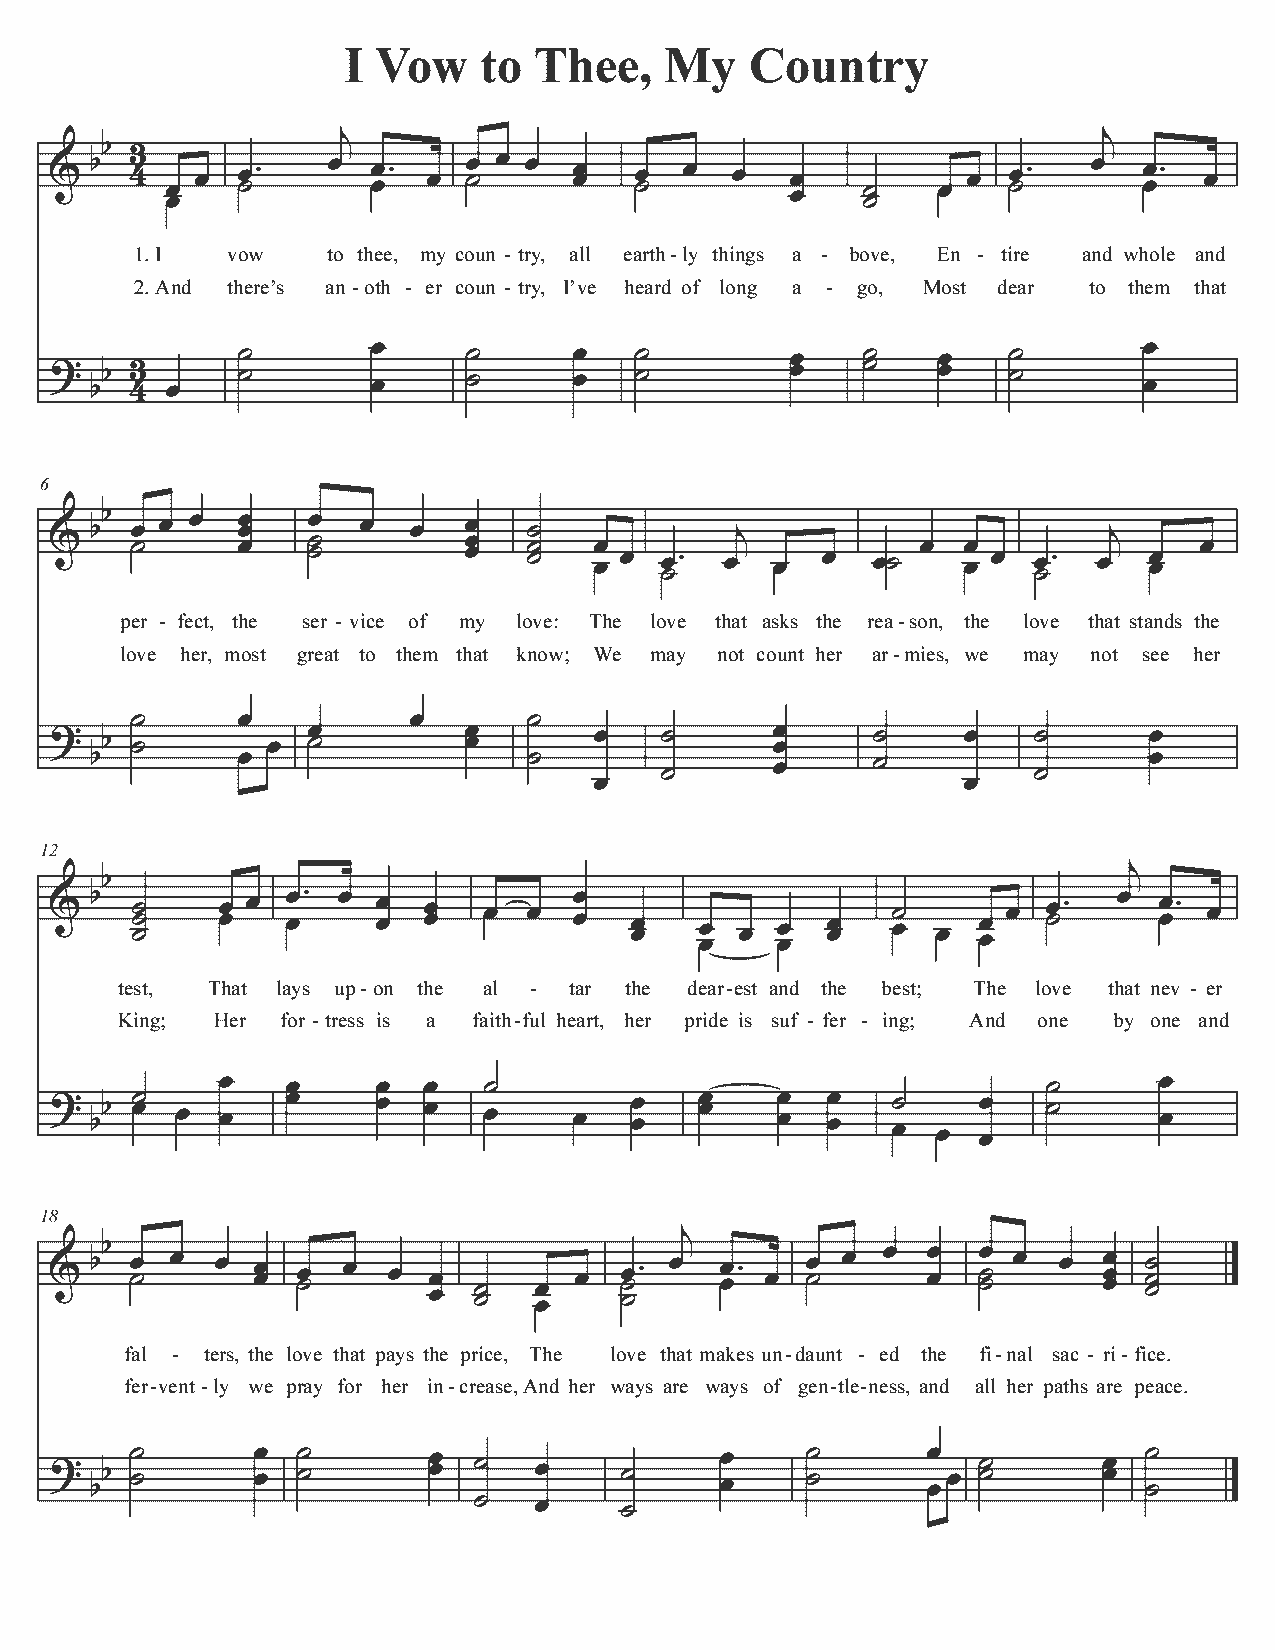 I Vow to Thee, My Country
3
4
1. I vow to thee, my coun - try, all earth - ly things a - bove, En - tire and whole and
2. And there’s an - oth - er coun - try, I’ve heard of long a - go, Most dear to them that
3
4
6
per - fect, the ser - vice of my love: The love that asks the rea - son, the love that stands the
love her, most great to them that know; We may not count her ar - mies, we may not see her
12
test, That lays up - on the al - tar the dear - est and the best; The love that nev - er
King; Her for - tress is a faith - ful heart, her pride is suf - fer - ing; And one by one and
18
fal - ters, the love that pays the price, The love that makes un - daunt - ed the fi - nal sac - ri - fice.
fer - vent - ly we pray for her in - crease, And her ways are ways of gen - tle - ness, and all her paths are peace.